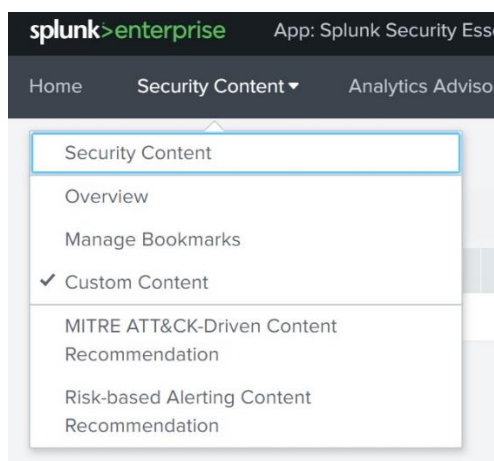 splunk>enterprise App: Splunk Security Ess
Home Security Content▾ Analytics Adviso
Security Content
Overview
Manage Bookmarks
✓ Custom Content
MITRE ATT&CK-Driven Content
Recommendation
Risk-based Alerting Content
Recommendation